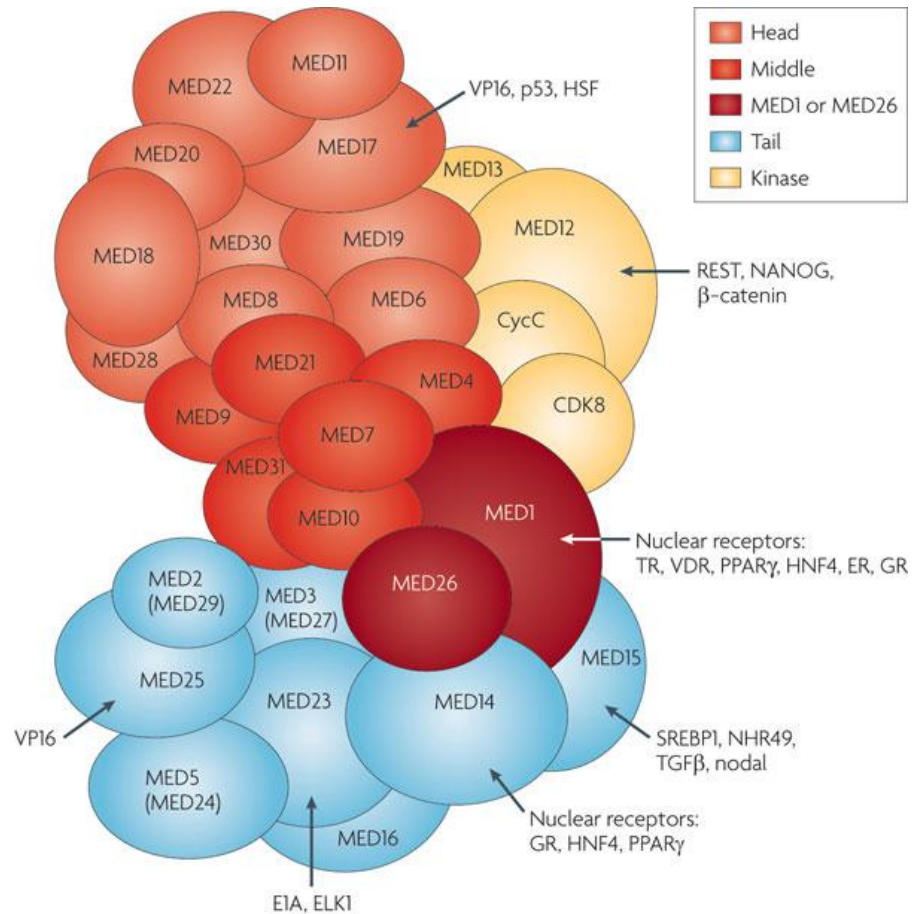 Head
Middle
MED1 or MED26
Tail
Kinase
MED11
MED22
VP16, p53, HSF
MED17
MED20
MED13
MED12
MED18
MED30
MED19
REST, NANOG,
β-catenin
MED8
MED6
CycC
MED28
MED21
MED4
MED9
MED7
CDK8
MED31
MED10
MED1
Nuclear receptors:
TR, VDR, PPARγ, HNF4, ER, GR
MED26
MED2
(MED29)
MED3
(MED27)
MED15
MED25
MED23
MED14
VP16
SREBP1, NHR49,
TGFβ, nodal
MED5
(MED24)
MED16
Nuclear receptors:
GR, HNF4, PPARγ
E1A, ELK1